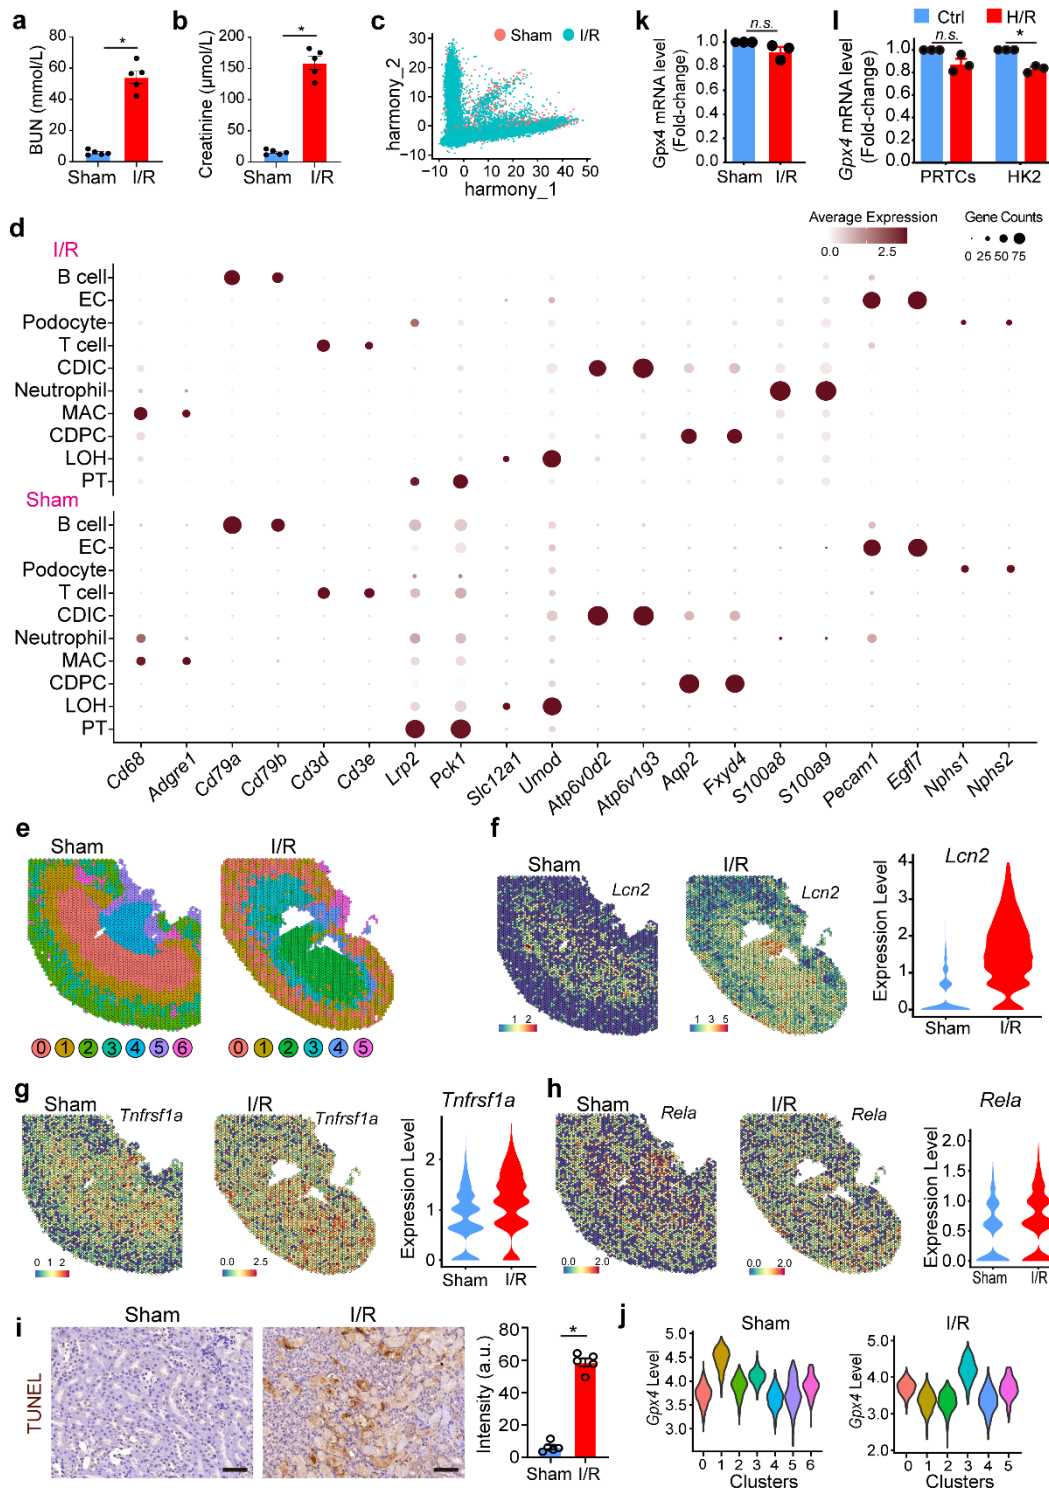 a
BUN (mmol/L)
80
60
40
20
0
*
Sham
I/R
b
Creatinine (μmol/L)
200
150
100
50
0
*
Sham
I/R
c
Sham
I/R
harmony_2
30
20
10
0
−10
−10
0
10
20
30
40
50
harmony_1
k
Gpx4 mRNA level
(Fold-change)
n.s.
1.0
0.8
0.6
0.4
0.2
0.0
Sham
I/R
l
Ctrl
H/R
Gpx4 mRNA level
(Fold-change)
n.s.
*
1.0
0.8
0.6
0.4
0.2
0.0
PRTCs
HK2
d
Average Expression
0.0
2.5
Gene Counts
0 25 50 75
I/R
B cell
EC
Podocyte
T cell
CDIC
Neutrophil
MAC
CDPC
LOH
PT
Sham
B cell
EC
Podocyte
T cell
CDIC
Neutrophil
MAC
CDPC
LOH
PT
Cd68
Adgre1
Cd79a
Cd79b
Cd3d
Cd3e
Lrp2
Pck1
Slc12a1
Umod
Atp6v0d2
Atp6v1g3
Aqp2
Fxyd4
S100a8
S100a9
Pecam1
Egfl7
Nphs1
Nphs2
e
Sham
I/R
0 1 2 3 4 5 6
0 1 2 3 4 5
f
Sham
Lcn2
1 2
I/R
Lcn2
1 3 5
Lcn2
Expression Level
4
3
2
1
0
Sham
I/R
g
Sham
Tnfrsf1a
0 1 2
I/R
Tnfrsf1a
0.0 2.5
Tnfrsf1a
Expression Level
2
1
0
Sham
I/R
h
Sham
Rela
0.0 2.0
I/R
Rela
0.0 2.0
Rela
Expression Level
2.0
1.5
1.0
0.5
0.0
Sham
I/R
i
Sham
I/R
TUNEL
Intensity (a.u.)
80
60
40
20
0
*
Sham I/R
j
Sham
Gpx4 Level
5.0
4.5
4.0
3.5
3.0
0 1 2 3 4 5 6
Clusters
I/R
Gpx4 Level
5.0
4.0
3.0
2.0
0 1 2 3 4 5
Clusters